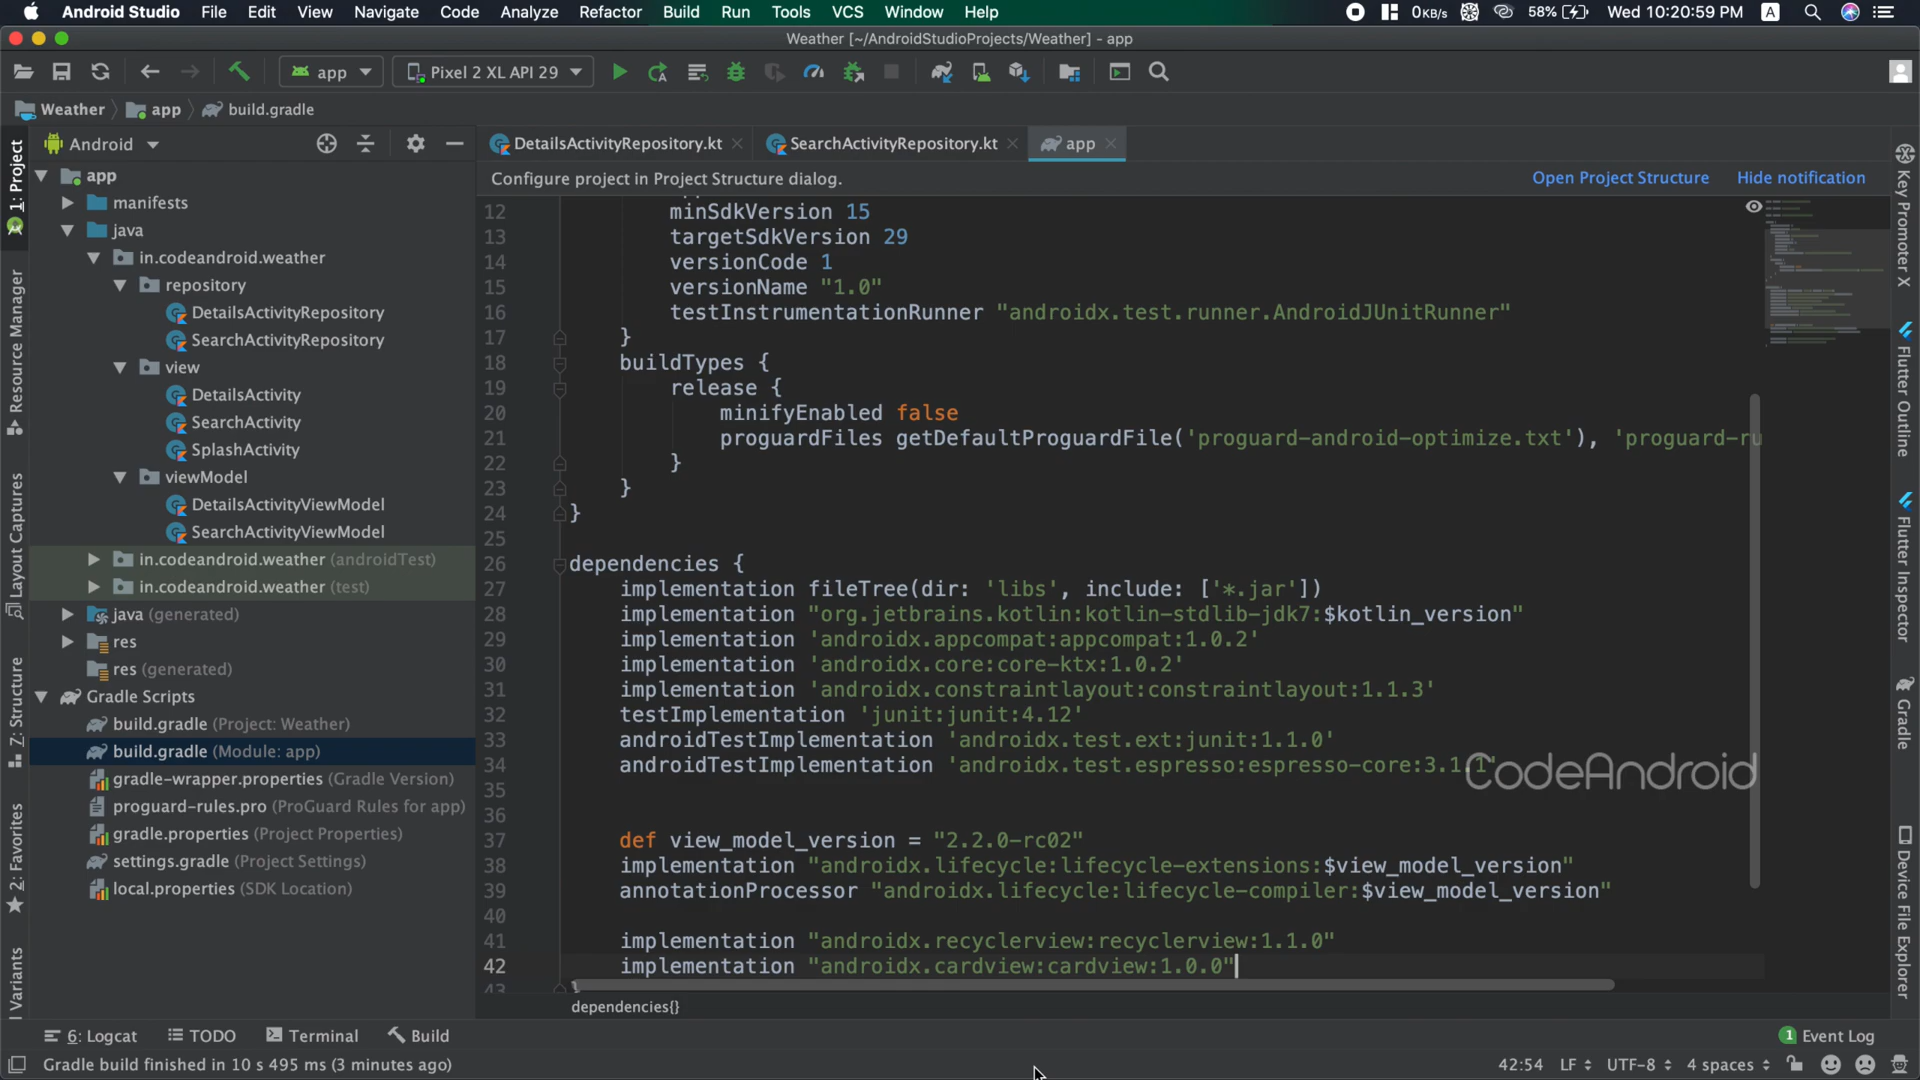 Android Studio File Edit View Navigate Code Analyze Refactor Build Run Tools VCS Window Help 0KB/s 58% Wed 10:20:59 PM A
Weather [~/AndroidStudioProjects/Weather] - app
app Pixel 2 XL API 29
Weather app build.gradle
Android
DetailsActivityRepository.kt SearchActivityRepository.kt app
Configure project in Project Structure dialog. Open Project Structure Hide notification
1: Project
Resource Manager
Layout Captures
Z: Structure
2: Favorites
Variants
app
manifests
java
in.codeandroid.weather
repository
DetailsActivityRepository
SearchActivityRepository
view
DetailsActivity
SearchActivity
SplashActivity
viewModel
DetailsActivityViewModel
SearchActivityViewModel
in.codeandroid.weather (androidTest)
in.codeandroid.weather (test)
java (generated)
res
res (generated)
Gradle Scripts
build.gradle (Project: Weather)
build.gradle (Module: app)
gradle-wrapper.properties (Gradle Version)
proguard-rules.pro (ProGuard Rules for app)
gradle.properties (Project Properties)
settings.gradle (Project Settings)
local.properties (SDK Location)
12 minSdkVersion 15
13 targetSdkVersion 29
14 versionCode 1
15 versionName "1.0"
16 testInstrumentationRunner "androidx.test.runner.AndroidJUnitRunner"
17 }
18 buildTypes {
19 release {
20 minifyEnabled false
21 proguardFiles getDefaultProguardFile('proguard-android-optimize.txt'), 'proguard-ru
22 }
23 }
24 }
25
26 dependencies {
27 implementation fileTree(dir: 'libs', include: ['*.jar'])
28 implementation "org.jetbrains.kotlin:kotlin-stdlib-jdk7:$kotlin_version"
29 implementation 'androidx.appcompat:appcompat:1.0.2'
30 implementation 'androidx.core:core-ktx:1.0.2'
31 implementation 'androidx.constraintlayout:constraintlayout:1.1.3'
32 testImplementation 'junit:junit:4.12'
33 androidTestImplementation 'androidx.test.ext:junit:1.1.0'
34 androidTestImplementation 'androidx.test.espresso:espresso-core:3.1.1'
CodeAndroid
35
36
37 def view_model_version = "2.2.0-rc02"
38 implementation "androidx.lifecycle:lifecycle-extensions:$view_model_version"
39 annotationProcessor "androidx.lifecycle:lifecycle-compiler:$view_model_version"
40
41 implementation "androidx.recyclerview:recyclerview:1.1.0"
42 implementation "androidx.cardview:cardview:1.0.0"
43 }
dependencies{}
Key Promoter X
Flutter Outline
Flutter Inspector
Gradle
Device File Explorer
6: Logcat TODO Terminal Build 1 Event Log
Gradle build finished in 10 s 495 ms (3 minutes ago) 42:54 LF UTF-8 4 spaces